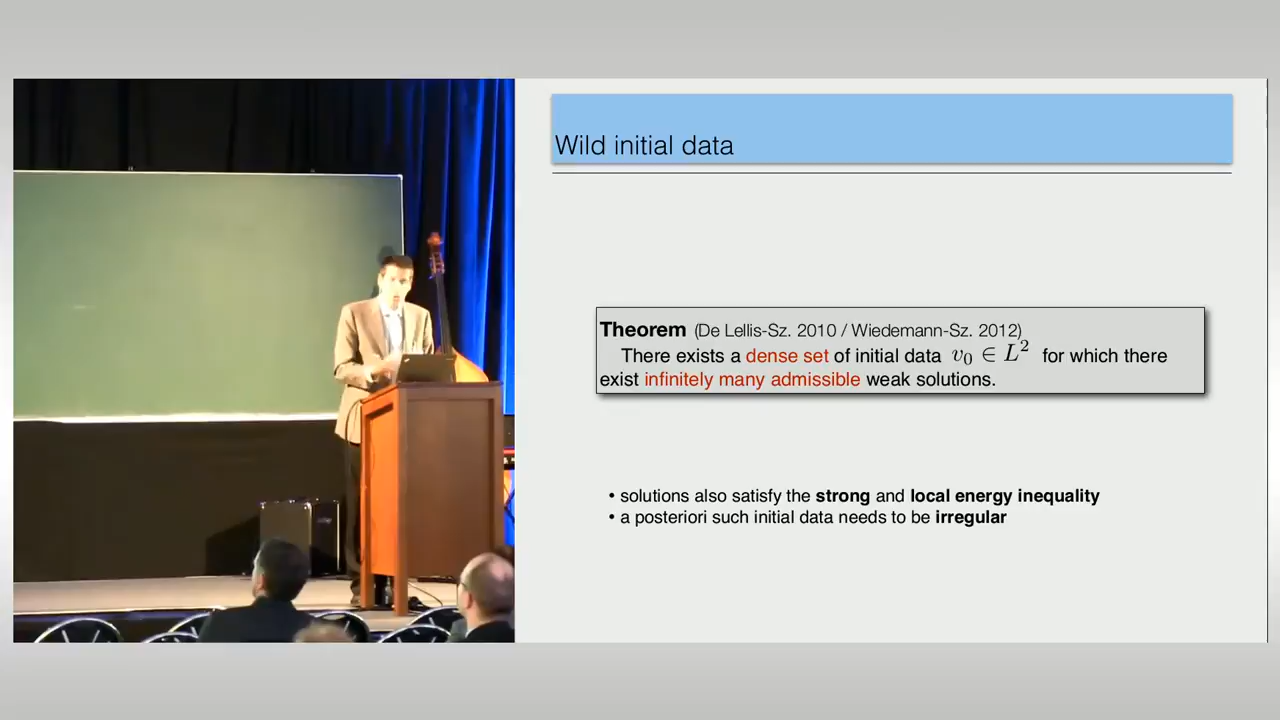 Wild initial data
Theorem (De Lellis-Sz. 2010 / Wiedemann-Sz. 2012)
There exists a dense set of initial data v₀ ∈ L² for which there
exist infinitely many admissible weak solutions.
• solutions also satisfy the strong and local energy inequality
• a posteriori such initial data needs to be irregular